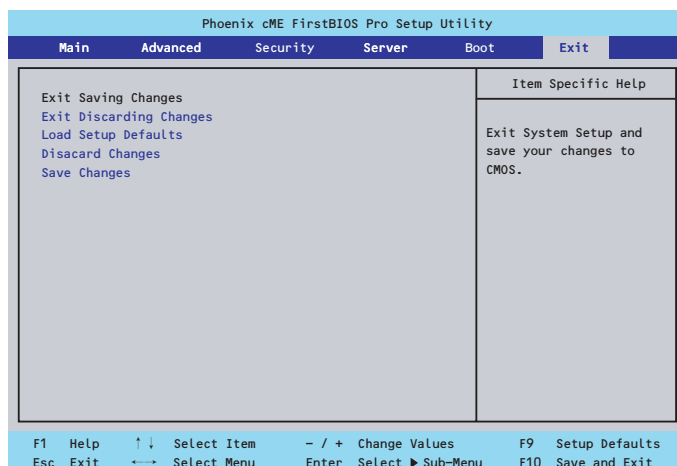 Phoenix cME FirstBIOS Pro Setup Utility
Main Advanced Security Server Boot Exit
Item Specific Help
Exit Saving Changes
Exit Discarding Changes
Load Setup Defaults
Disacard Changes
Save Changes
Exit System Setup and
save your changes to
CMOS.
F1 Help ↑↓ Select Item － / + Change Values F9 Setup Defaults
Esc Exit ←→ Select Menu Enter Select ▶ Sub-Menu F10 Save and Exit